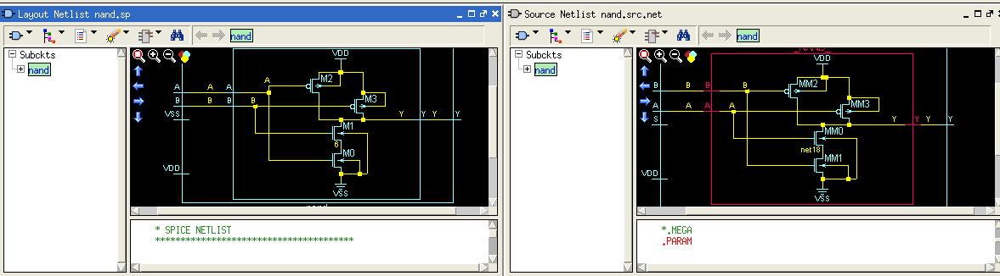 Layout Netlist nand.sp
nand
Subckts
nand
VDD
A A A A M2
B B B B M3
VSS
Y Y Y Y
M1
6
M0
VDD
VSS
* SPICE NETLIST
***************************************
Source Netlist nand.src.net
nand
Subckts
nand
VDD
B B B B MM2
A A A A MM3
S
Y Y Y
MM0
net18
MM1
VDD
VSS
*.MEGA
.PARAM